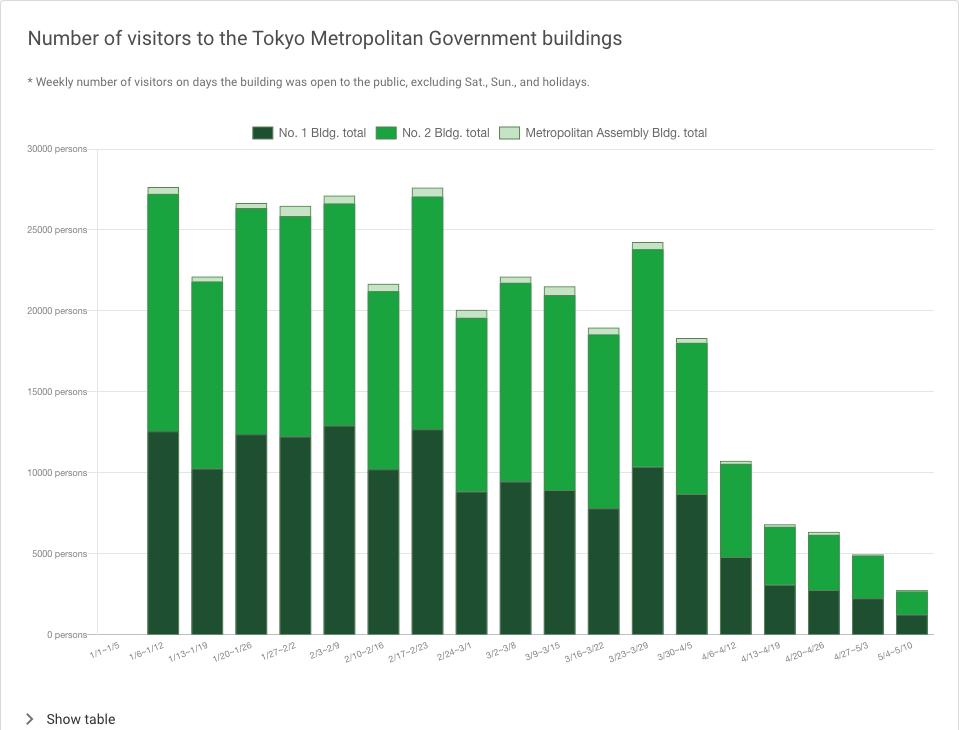 Number of visitors to the Tokyo Metropolitan Government buildings
* Weekly number of visitors on days the building was open to the public, excluding Sat., Sun., and holidays.
No. 1 Bldg. total No. 2 Bldg. total Metropolitan Assembly Bldg. total
30000 persons
25000 persons
20000 persons
15000 persons
10000 persons
5000 persons
0 persons
1/1~1/5 1/6~1/12 1/13~1/19 1/20~1/26 1/27~2/2 2/3~2/9 2/10~2/16 2/17~2/23 2/24~3/1 3/2~3/8 3/9~3/15 3/16~3/22 3/23~3/29 3/30~4/5 4/6~4/12 4/13~4/19 4/20~4/26 4/27~5/3 5/4~5/10
Show table